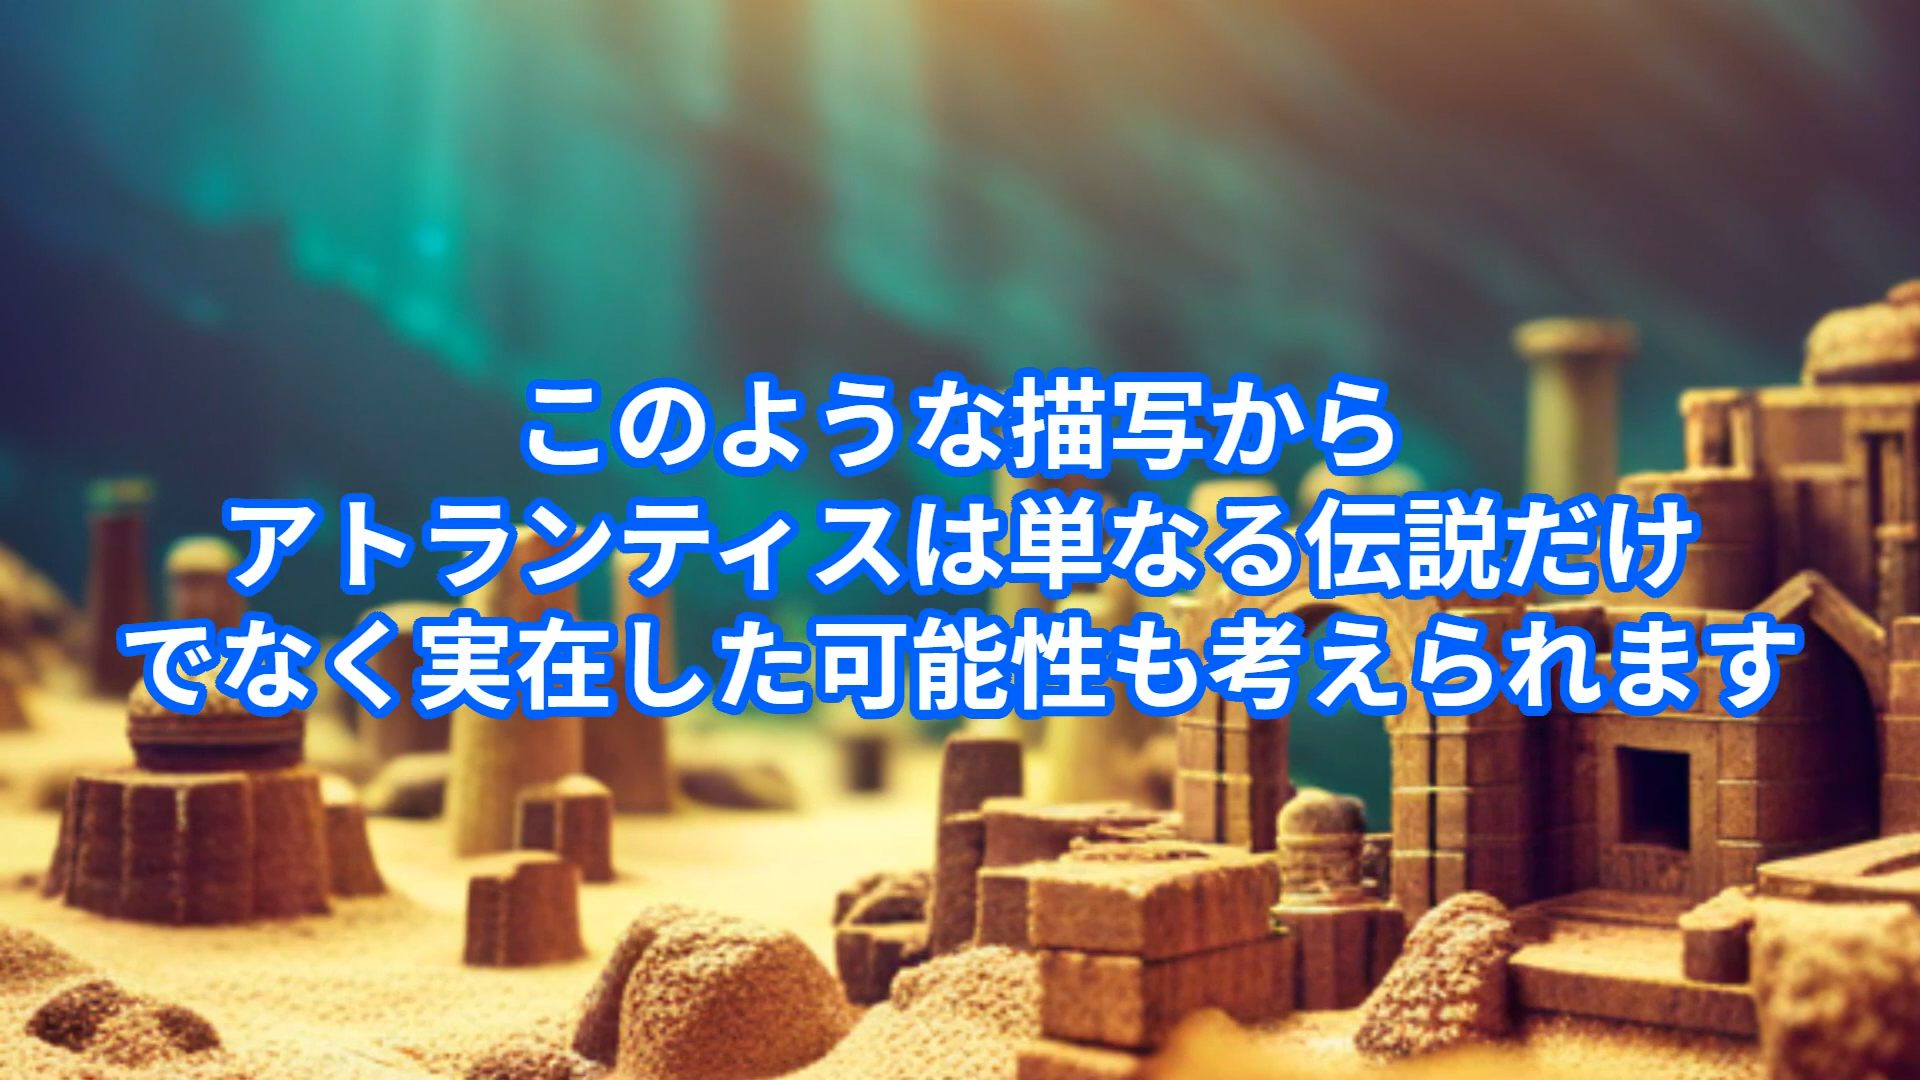 このような描写から
アトランティスは単なる伝説だけ
でなく実在した可能性も考えられます